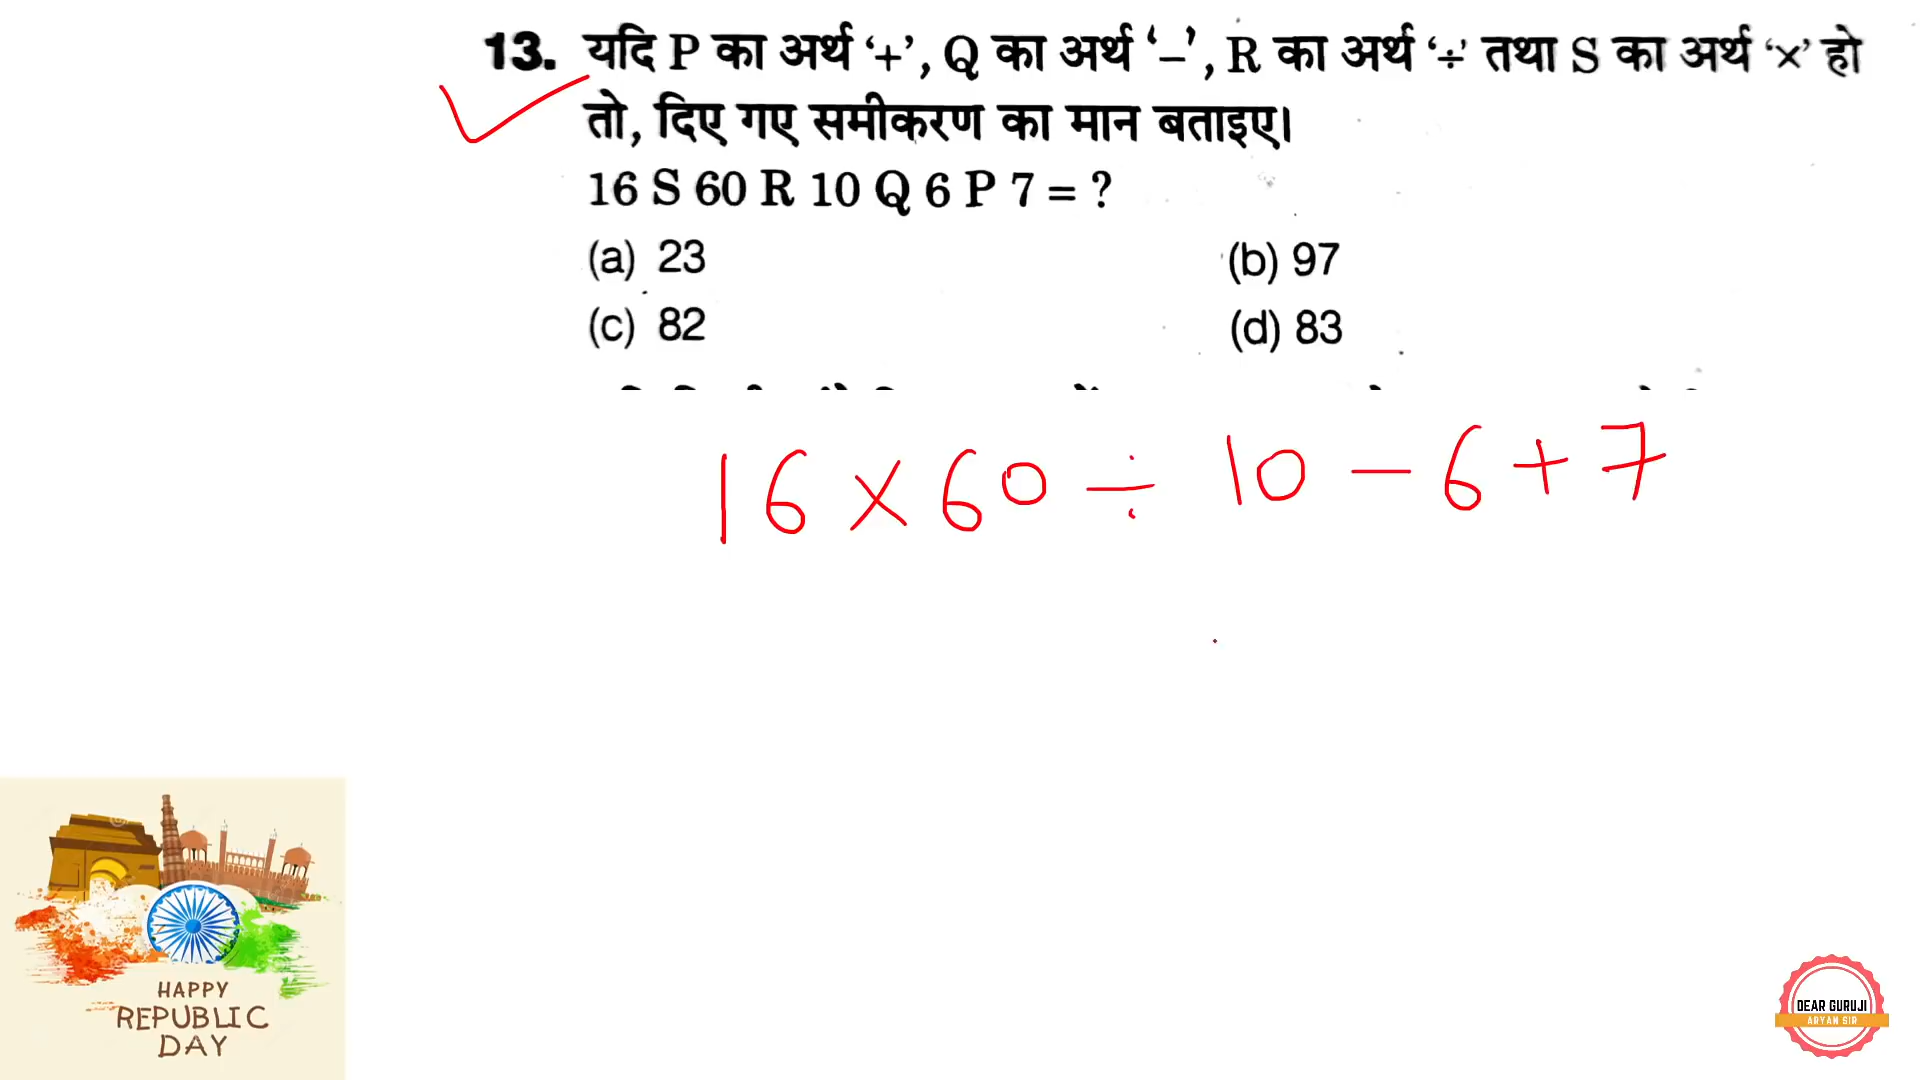 13. यदि P का अर्थ ‘+’, Q का अर्थ ‘–’, R का अर्थ ‘÷’ तथा S का अर्थ ‘×’ हो
तो, दिए गए समीकरण का मान बताइए।
16 S 60 R 10 Q 6 P 7 = ?
(a) 23 (b) 97
(c) 82 (d) 83
16 × 60 ÷ 10 – 6 + 7
HAPPY
REPUBLIC
DAY
DEAR GURUJI
ARYAN SIR